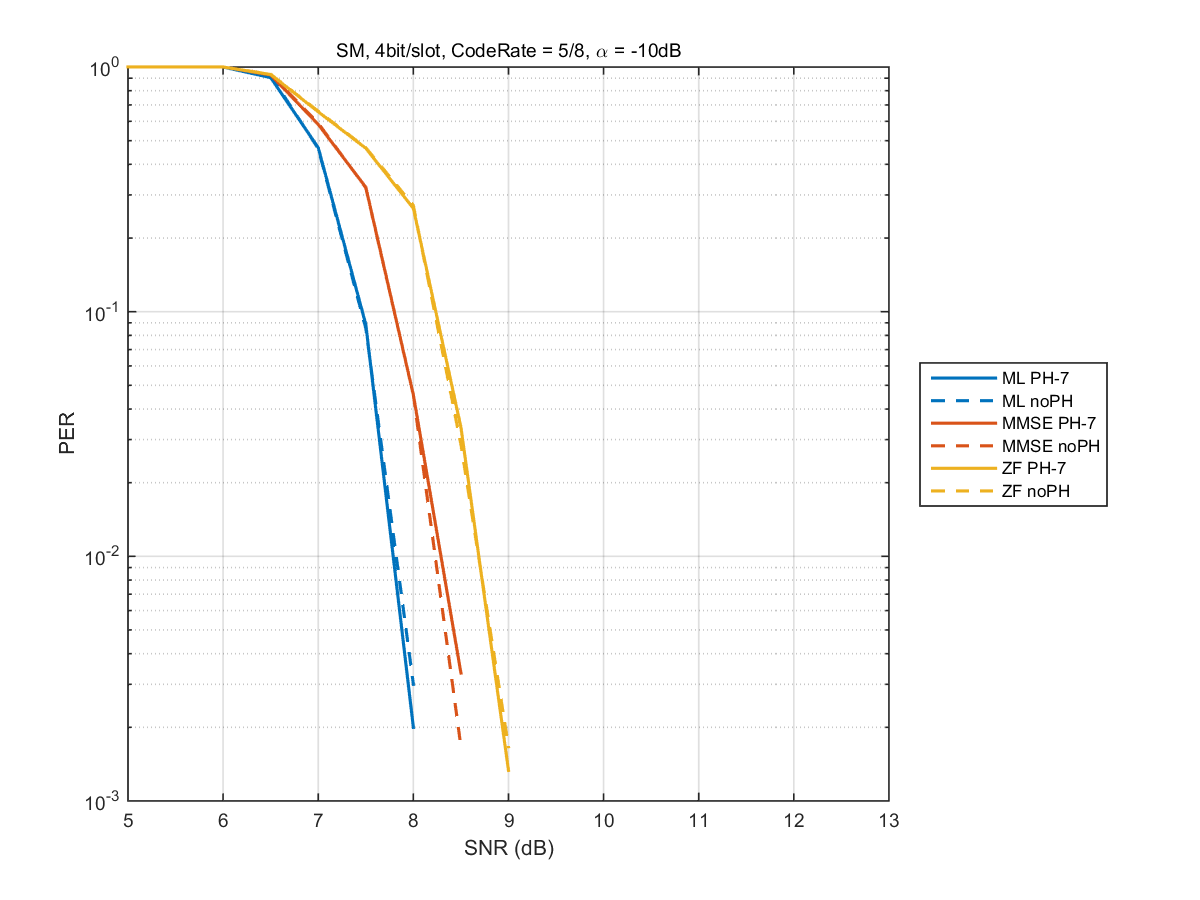 SM, 4bit/slot, CodeRate = 5/8, α = -10dB
10^0
10^-1
10^-2
10^-3
PER
5 6 7 8 9 10 11 12 13
SNR (dB)
ML PH-7
ML noPH
MMSE PH-7
MMSE noPH
ZF PH-7
ZF noPH